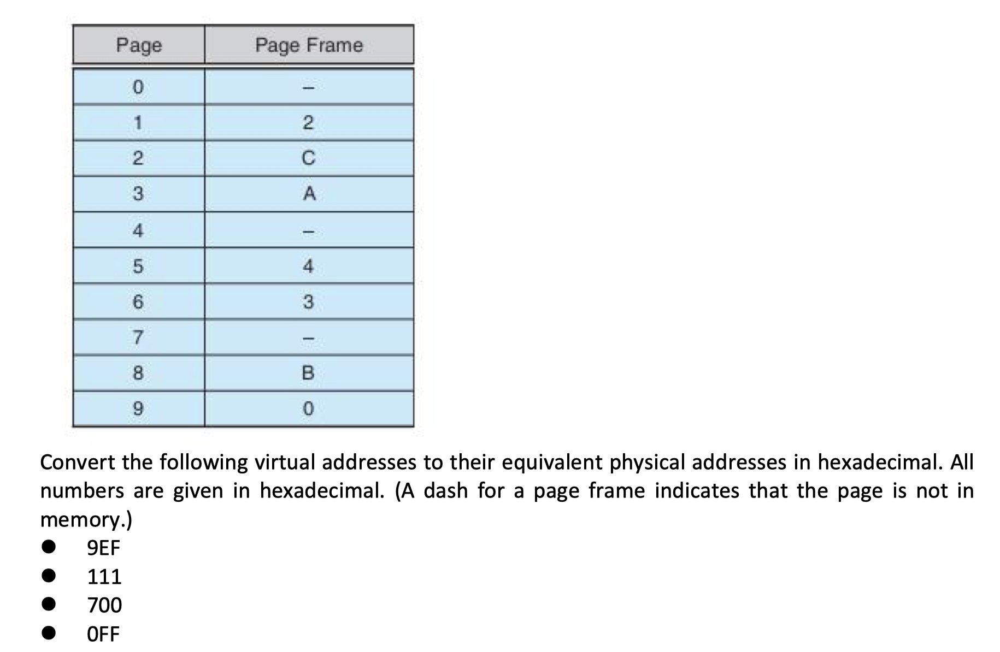 Page Page Frame
0 –
1 2
2 C
3 A
4 –
5 4
6 3
7 –
8 B
9 0
Convert the following virtual addresses to their equivalent physical addresses in hexadecimal. All
numbers are given in hexadecimal. (A dash for a page frame indicates that the page is not in
memory.)
● 9EF
● 111
● 700
● 0FF